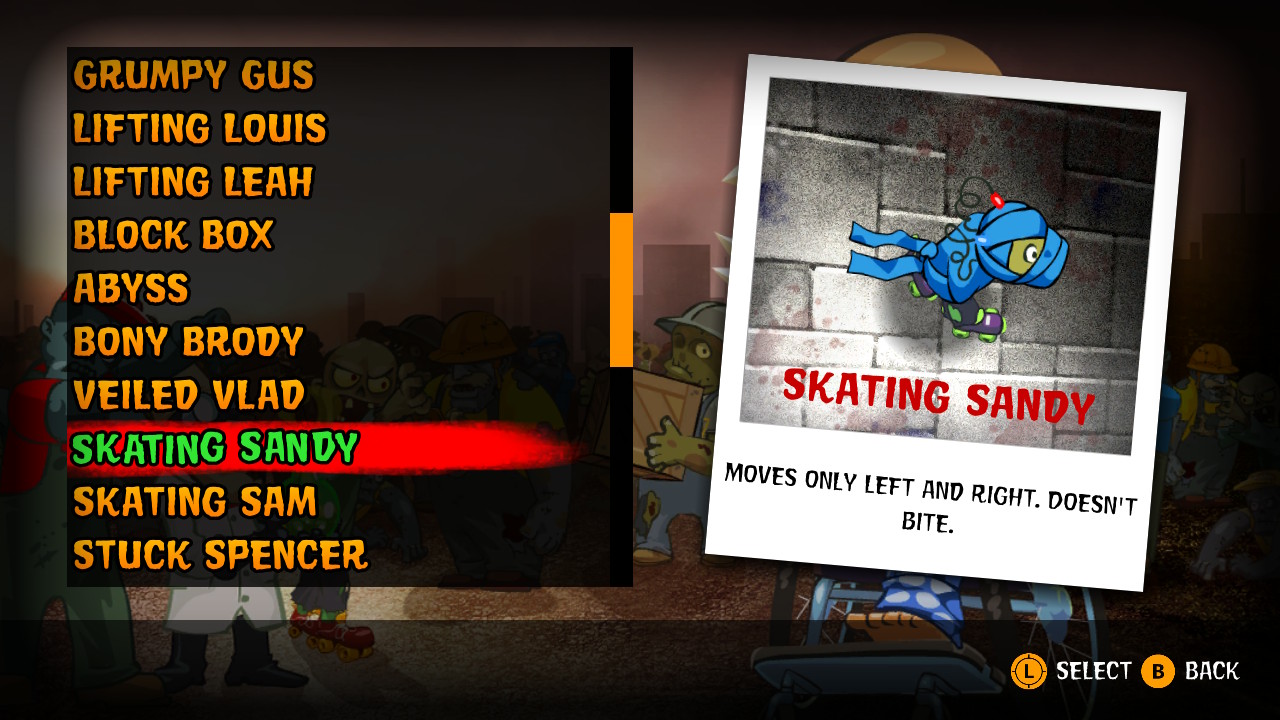 GRUMPY GUS
LIFTING LOUIS
LIFTING LEAH
BLOCK BOX
ABYSS
BONY BRODY
VEILED VLAD
SKATING SANDY
SKATING SAM
STUCK SPENCER
SKATING SANDY
MOVES ONLY LEFT AND RIGHT. DOESN'T
BITE.
L SELECT B BACK